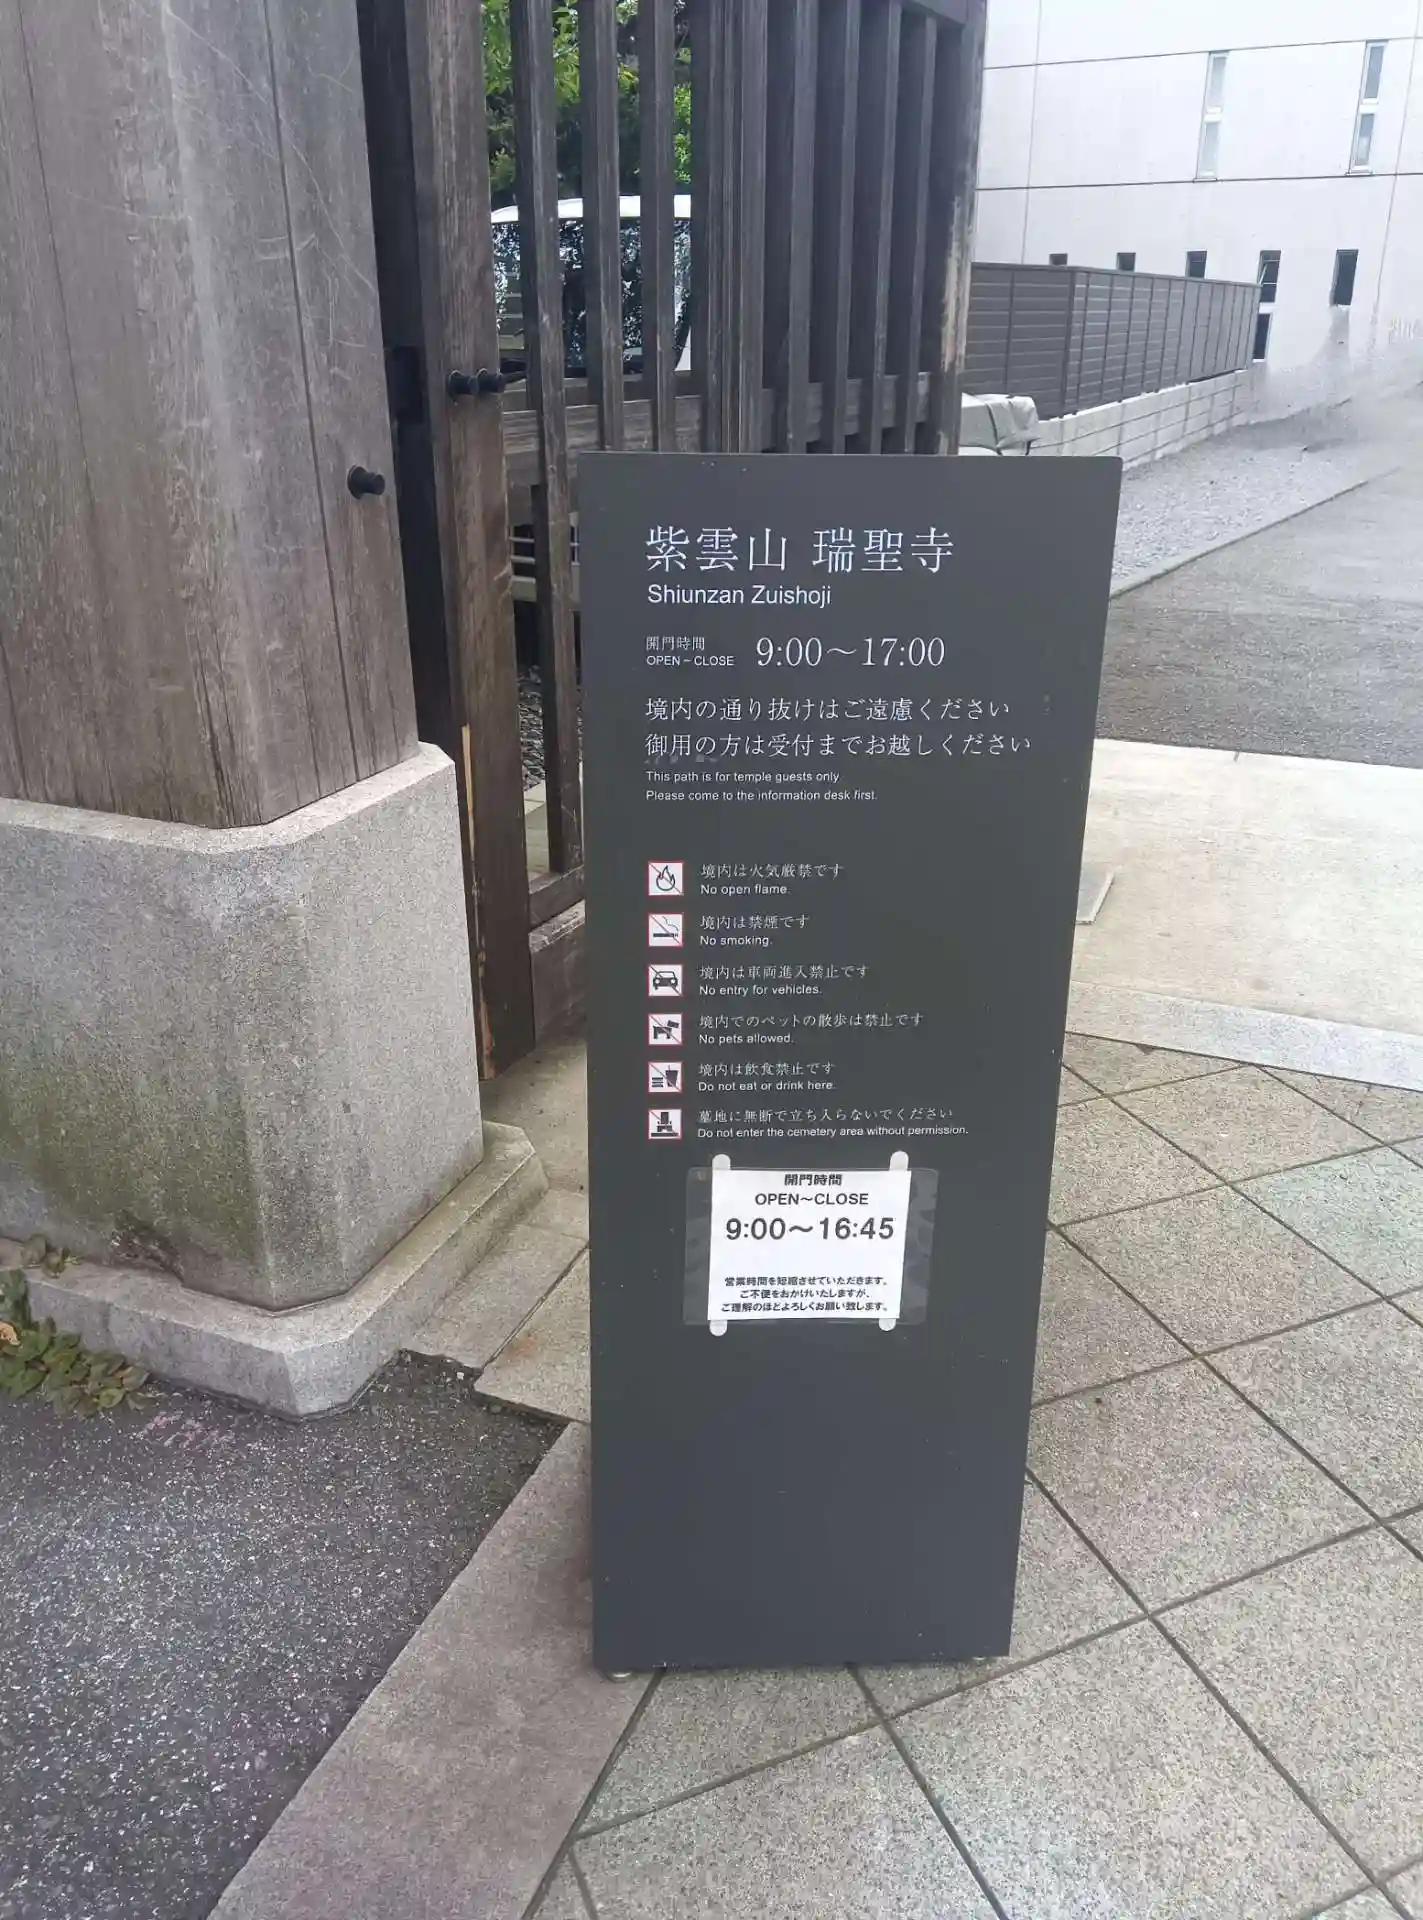 紫雲山 瑞聖寺
Shiunzan Zuishoji
開門時間
OPEN – CLOSE
9:00～17:00
境内の通り抜けはご遠慮ください
御用の方は受付までお越しください
This path is for temple guests only
Please come to the information desk first.
境内は火気厳禁です
No open flame.
境内は禁煙です
No smoking.
境内は車両進入禁止です
No entry for vehicles.
境内でのペットの散歩は禁止です
No pets allowed.
境内は飲食禁止です
Do not eat or drink here.
墓地に無断で立ち入らないでください
Do not enter the cemetery area without permission.
開門時間
OPEN～CLOSE
9:00～16:45
営業時間を短縮させていただきます。
ご不便をおかけいたしますが、
ご理解のほどよろしくお願い致します。